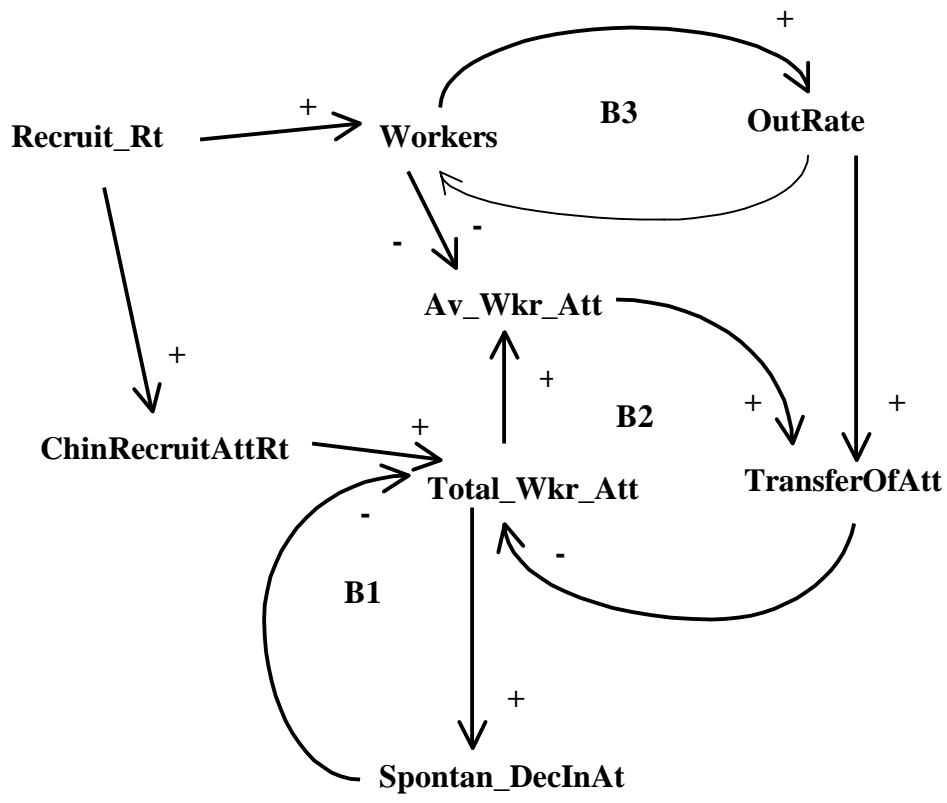 +
B3
OutRate
+
Recruit_Rt
Workers
-
-
Av_Wkr_Att
+
+
B2
+
+
+
ChinRecruitAttRt
Total_Wkr_Att
TransferOfAtt
-
-
B1
+
Spontan_DecInAt